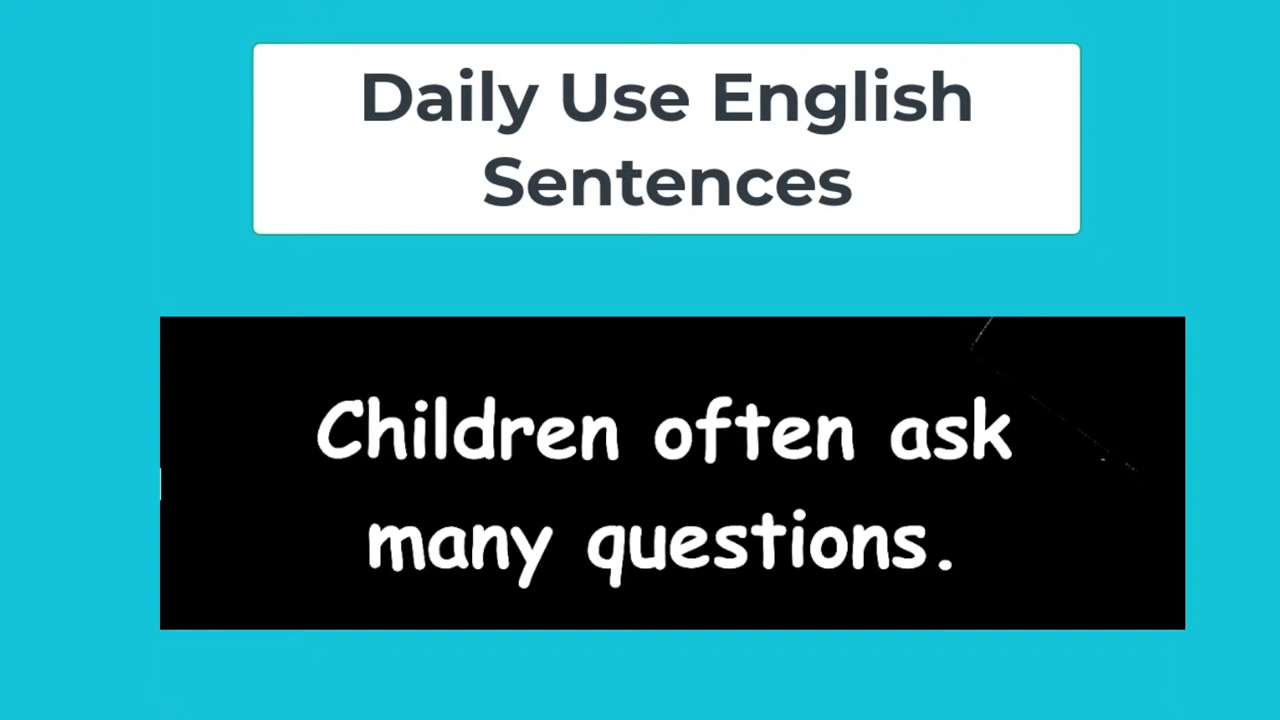 Daily Use English
Sentences
Children often ask
many questions.